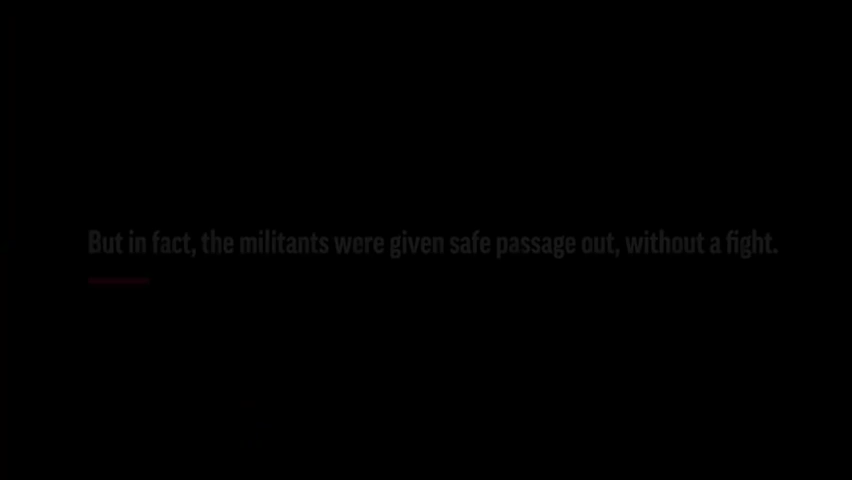 But in fact, the militants were given safe passage out, without a fight.